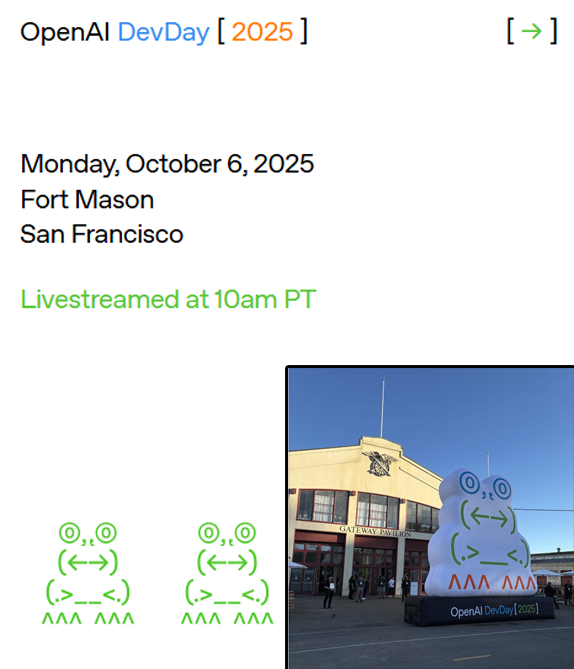 OpenAI DevDay [ 2025 ]
[ → ]
Monday, October 6, 2025
Fort Mason
San Francisco
Livestreamed at 10am PT
◎,ₜ◎ ◎,ₜ◎
(←→) (←→)
(.>__<.) (.>__<.)
^^^ ^^^ ^^^ ^^^
GATEWAY PAVILION
◎,ₜ◎
(←→)
(.>__<.)
^^^ ^^^
OpenAI DevDay [ 2025 ]